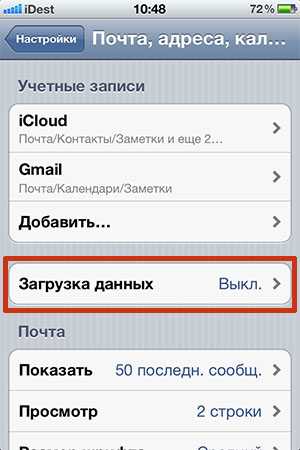 iDest 10:48 72%
Настройки Почта, адреса, кал...
Учетные записи
iCloud
Почта/Контакты/Заметки и еще 2...
Gmail
Почта/Календари/Заметки
Добавить...
Загрузка данных Выкл.
Почта
Показать 50 последн. сообщ.
Просмотр 2 строки